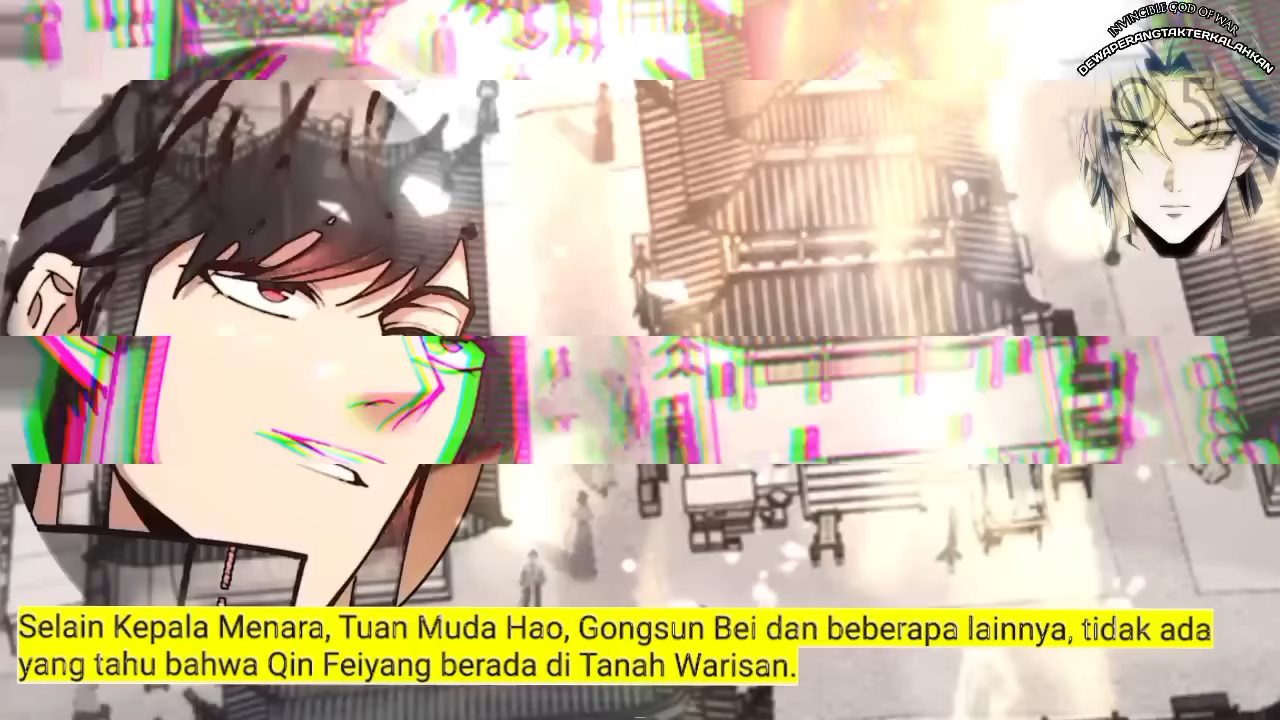 INVINCIBLE GOD OF WAR
DEWAPERANGTAKTERKALAHKAN
95
Selain Kepala Menara, Tuan Muda Hao, Gongsun Bei dan beberapa lainnya, tidak ada
yang tahu bahwa Qin Feiyang berada di Tanah Warisan.